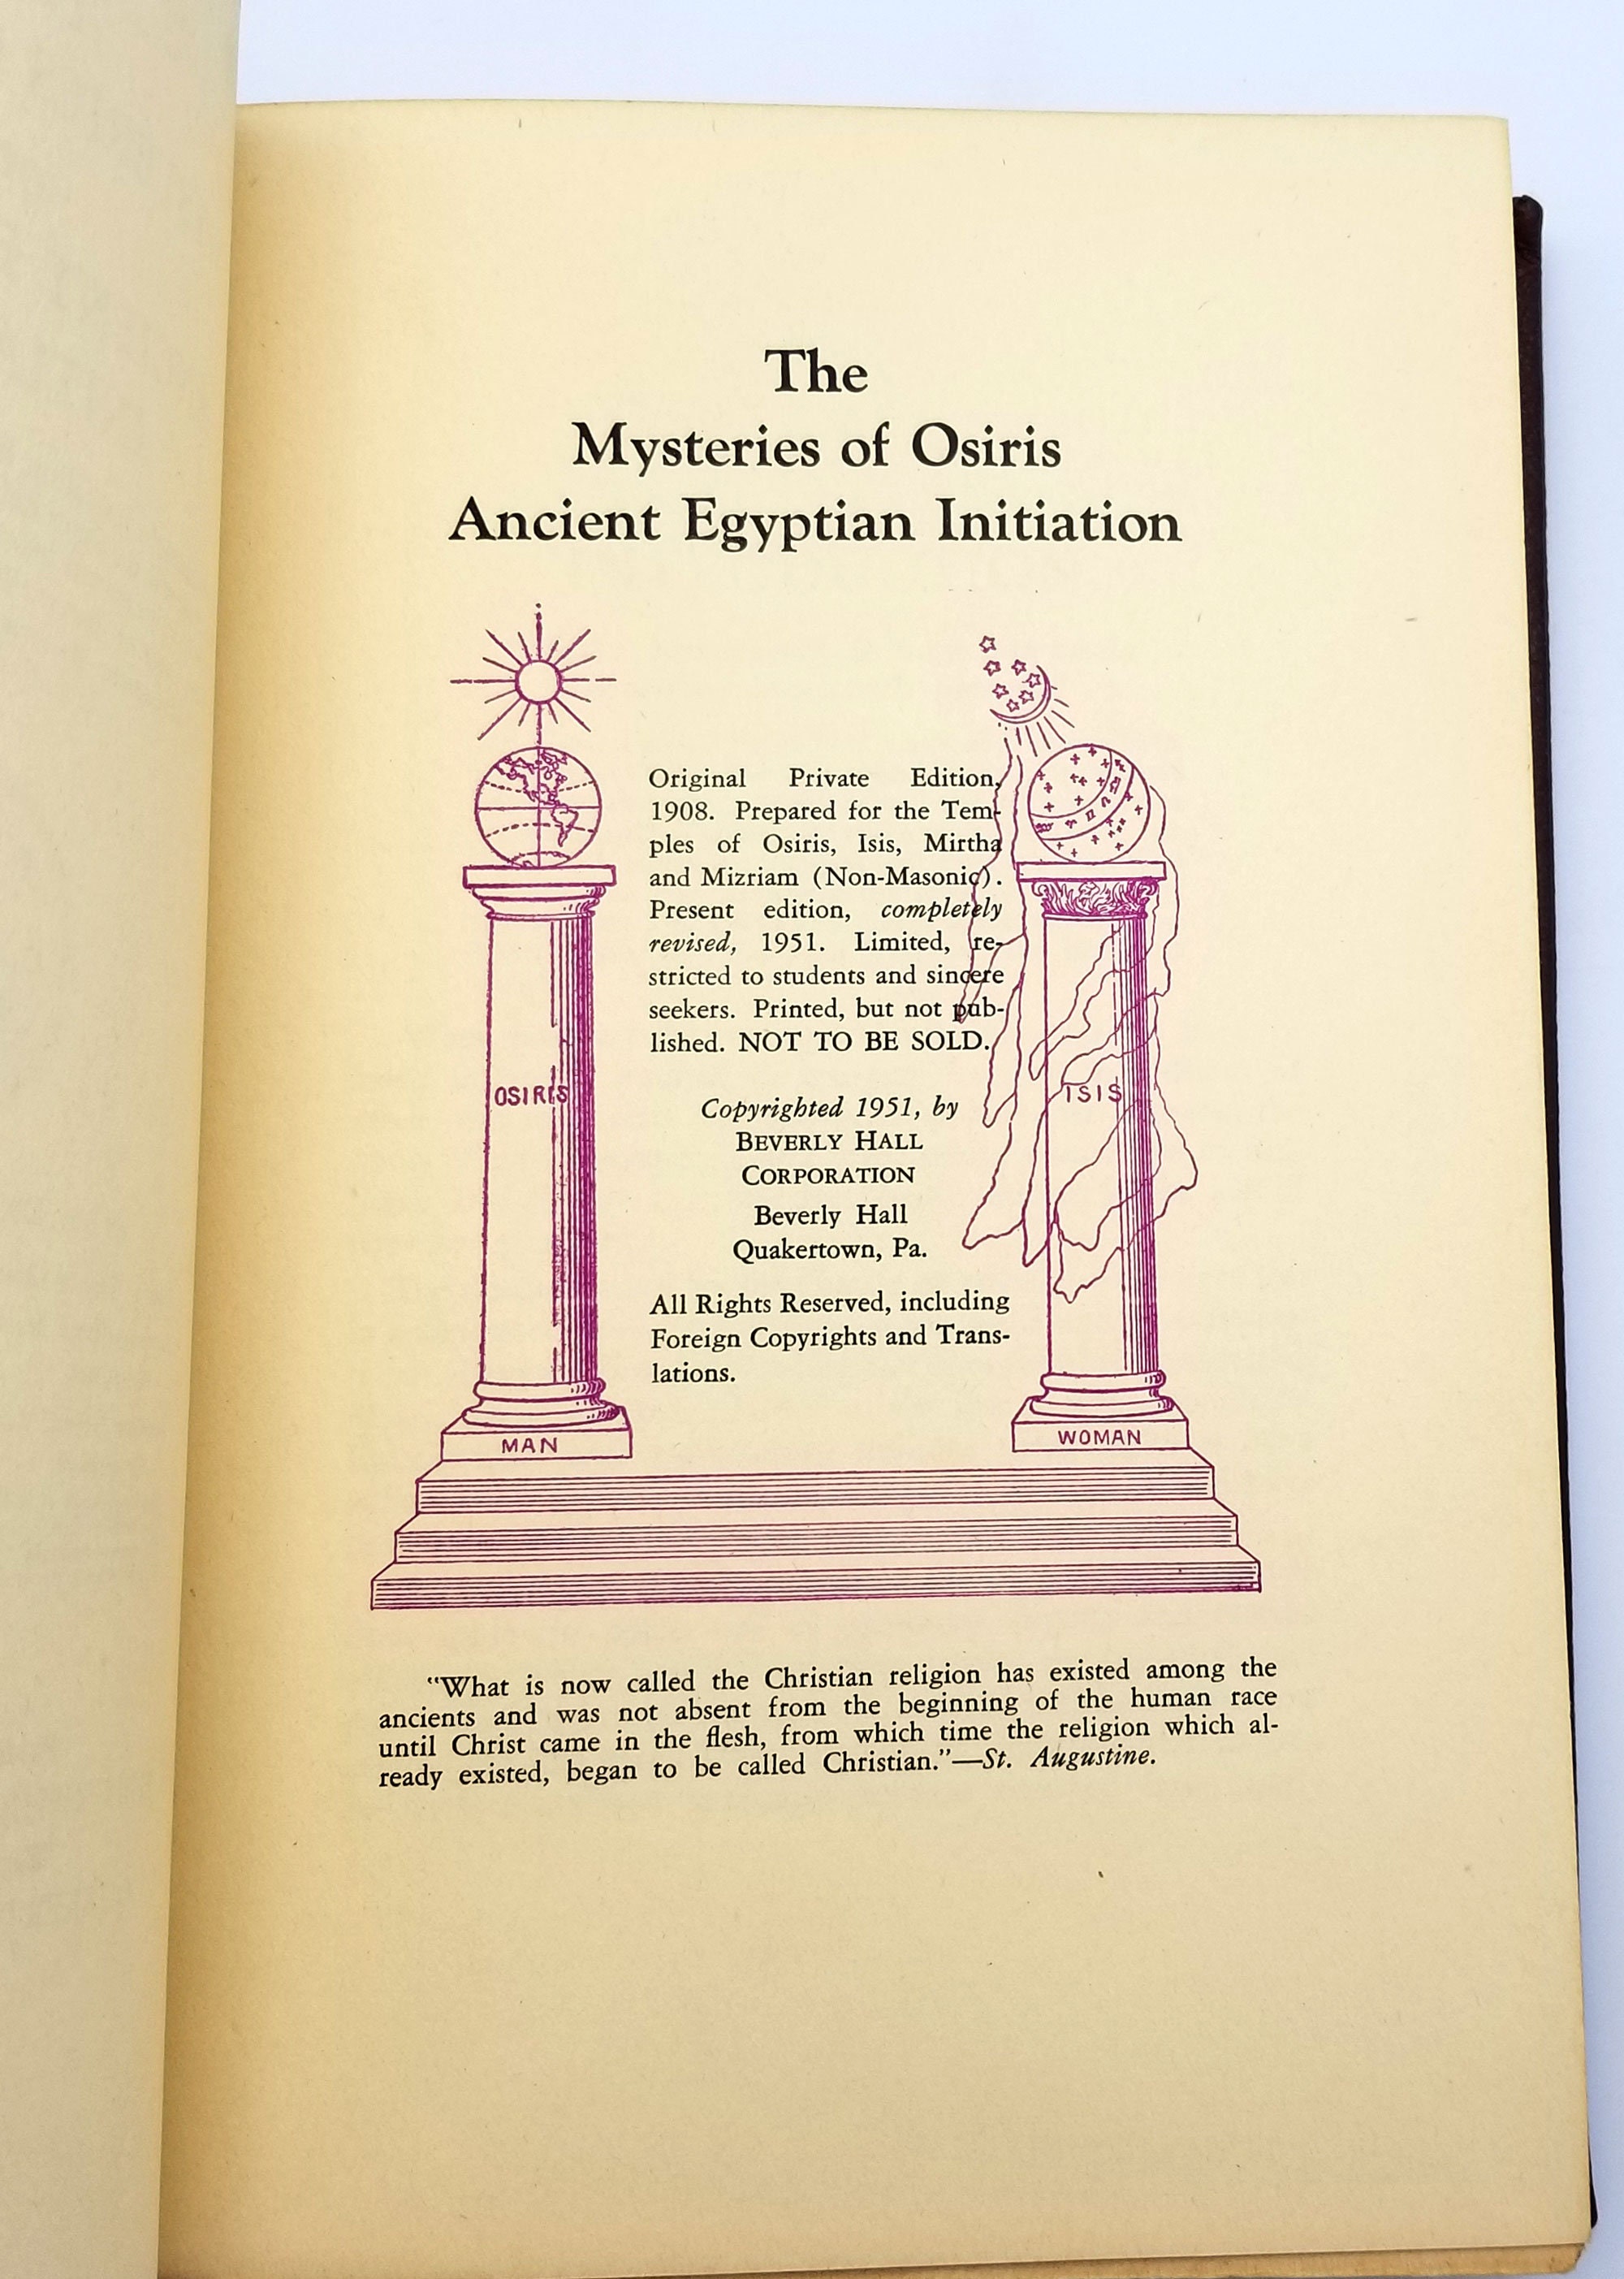 The
Mysteries of Osiris
Ancient Egyptian Initiation
Original Private Edition,
1908. Prepared for the Tem-
ples of Osiris, Isis, Mirtha
and Mizriam (Non-Masonic).
Present edition, completely
revised, 1951. Limited, re-
stricted to students and sincere
seekers. Printed, but not pub-
lished. NOT TO BE SOLD.
OSIRIS
ISIS
Copyrighted 1951, by
BEVERLY HALL
CORPORATION
Beverly Hall
Quakertown, Pa.
All Rights Reserved, including
Foreign Copyrights and Trans-
lations.
MAN
WOMAN
"What is now called the Christian religion has existed among the
ancients and was not absent from the beginning of the human race
until Christ came in the flesh, from which time the religion which al-
ready existed, began to be called Christian."—St. Augustine.